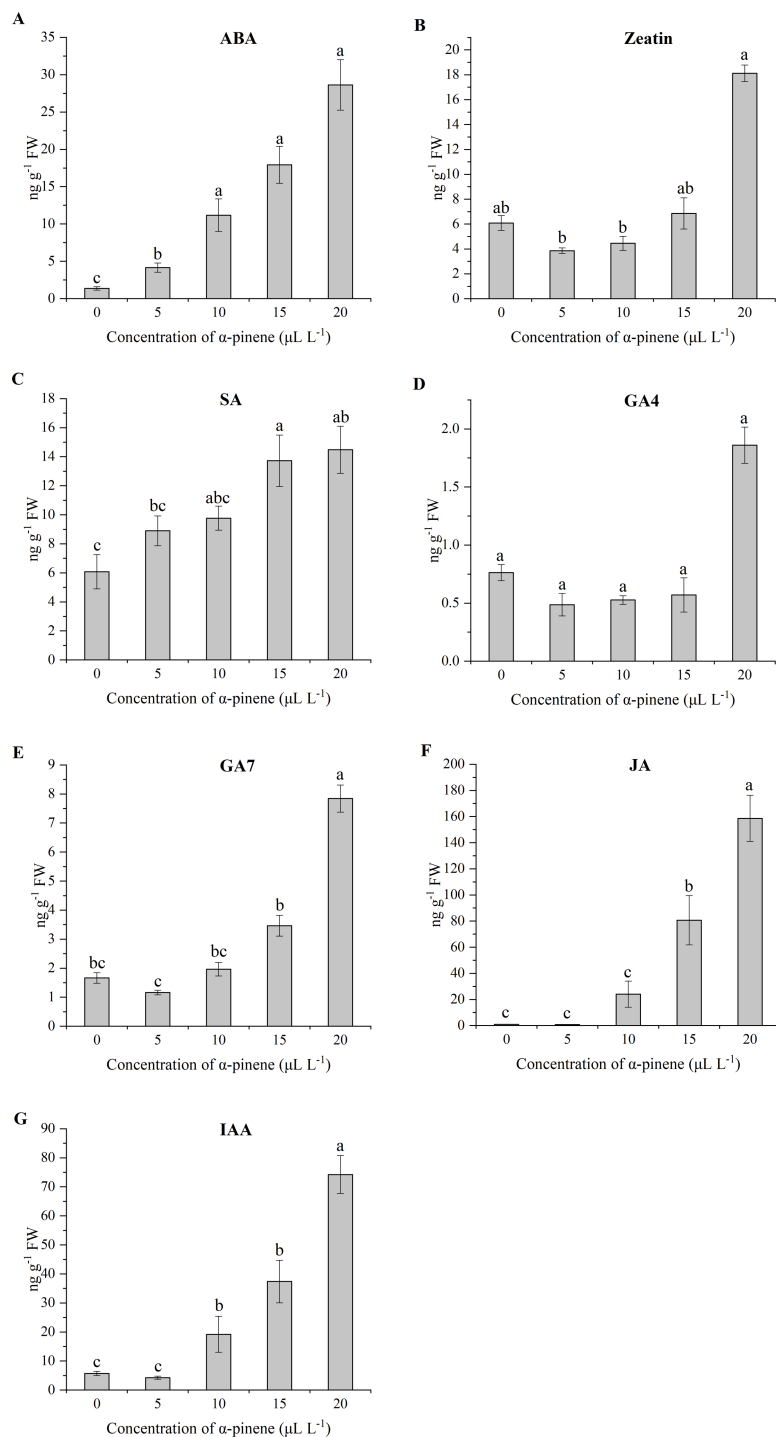 A
ABA
35
30
25
20
15
10
5
0
ng g⁻¹ FW
c
b
a
a
a
0 5 10 15 20
Concentration of α-pinene (μL L⁻¹)
B
Zeatin
20
18
16
14
12
10
8
6
4
2
0
ng g⁻¹ FW
ab
b
b
ab
a
0 5 10 15 20
Concentration of α-pinene (μL L⁻¹)
C
SA
18
16
14
12
10
8
6
4
2
0
ng g⁻¹ FW
c
bc
abc
a
ab
0 5 10 15 20
Concentration of α-pinene (μL L⁻¹)
D
GA4
2.0
1.0
0.5
0.0
ng g⁻¹ FW
a
a
a
a
a
0 5 10 15 20
Concentration of α-pinene (μL L⁻¹)
E
GA7
9
8
7
6
5
4
3
2
1
0
ng g⁻¹ FW
bc
c
bc
b
a
0 5 10 15 20
Concentration of α-pinene (μL L⁻¹)
F
JA
200
180
160
140
120
100
80
60
40
20
0
ng g⁻¹ FW
c
c
c
b
a
0 5 10 15 20
Concentration of α-pinene (μL L⁻¹)
G
IAA
90
80
70
60
50
40
30
20
10
0
ng g⁻¹ FW
c
c
b
b
a
0 5 10 15 20
Concentration of α-pinene (μL L⁻¹)